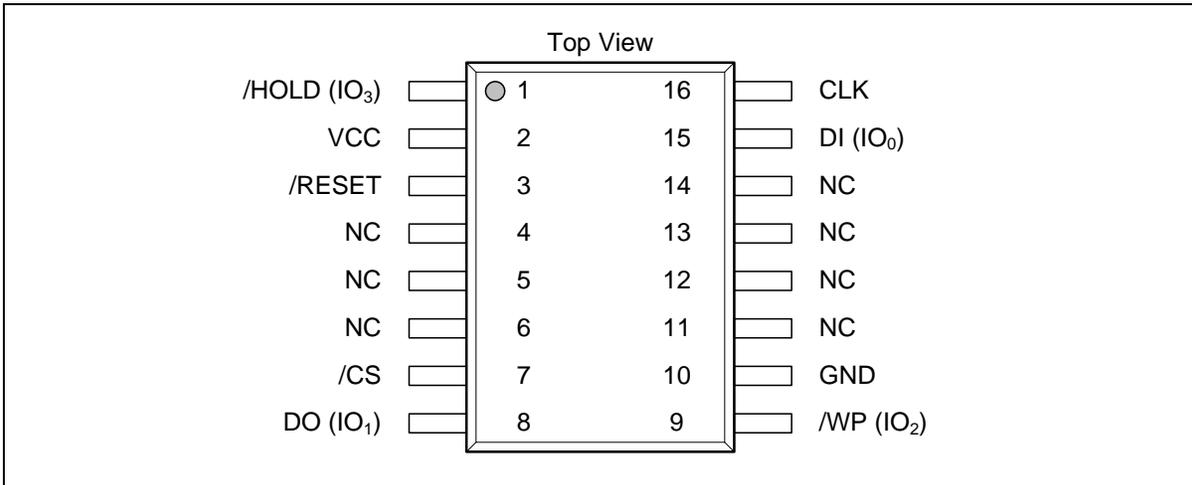 Top View
/HOLD (IO₃) 1 16 CLK
VCC 2 15 DI (IO₀)
/RESET 3 14 NC
NC 4 13 NC
NC 5 12 NC
NC 6 11 NC
/CS 7 10 GND
DO (IO₁) 8 9 /WP (IO₂)